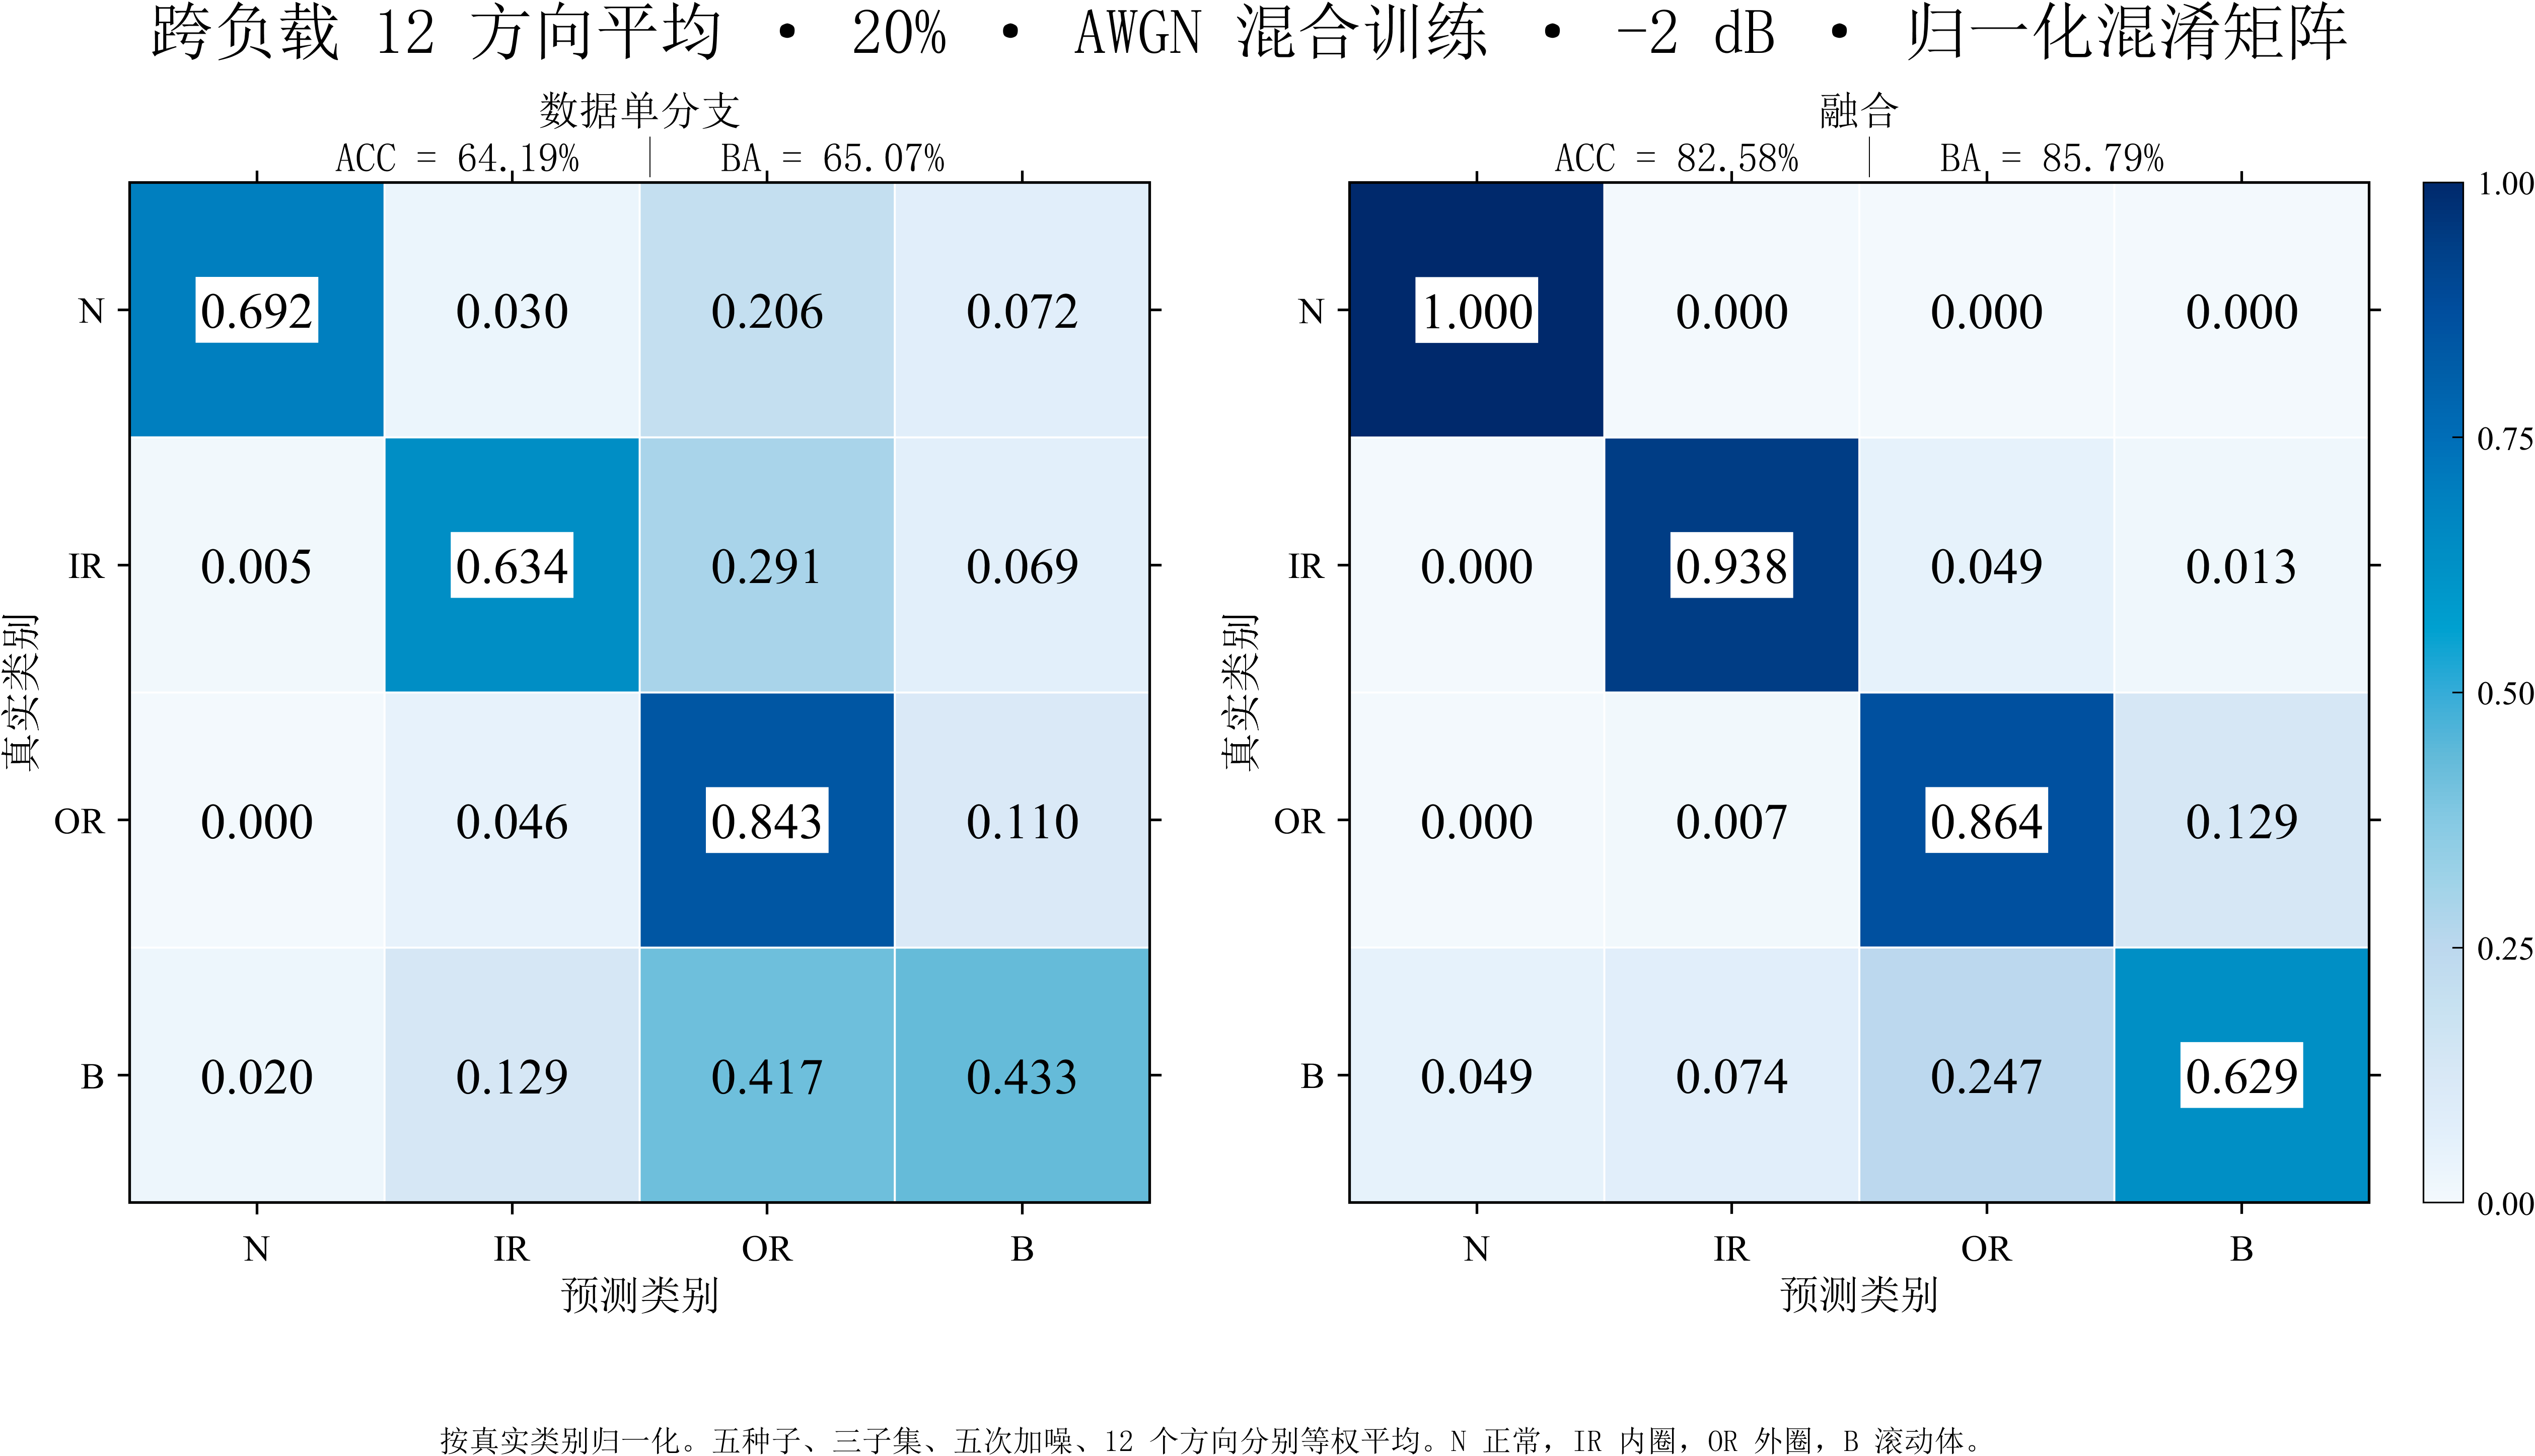 跨负载 12 方向平均 • 20% • AWGN 混合训练 • -2 dB • 归一化混淆矩阵
数据单分支
ACC = 64.19% | BA = 65.07%
N 0.692 0.030 0.206 0.072
IR 0.005 0.634 0.291 0.069
OR 0.000 0.046 0.843 0.110
B 0.020 0.129 0.417 0.433
N IR OR B
真实类别
预测类别
融合
ACC = 82.58% | BA = 85.79%
N 1.000 0.000 0.000 0.000
IR 0.000 0.938 0.049 0.013
OR 0.000 0.007 0.864 0.129
B 0.049 0.074 0.247 0.629
N IR OR B
真实类别
预测类别
1.00
0.75
0.50
0.25
0.00
按真实类别归一化。五种子、三子集、五次加噪、12 个方向分别等权平均。N 正常，IR 内圈，OR 外圈，B 滚动体。